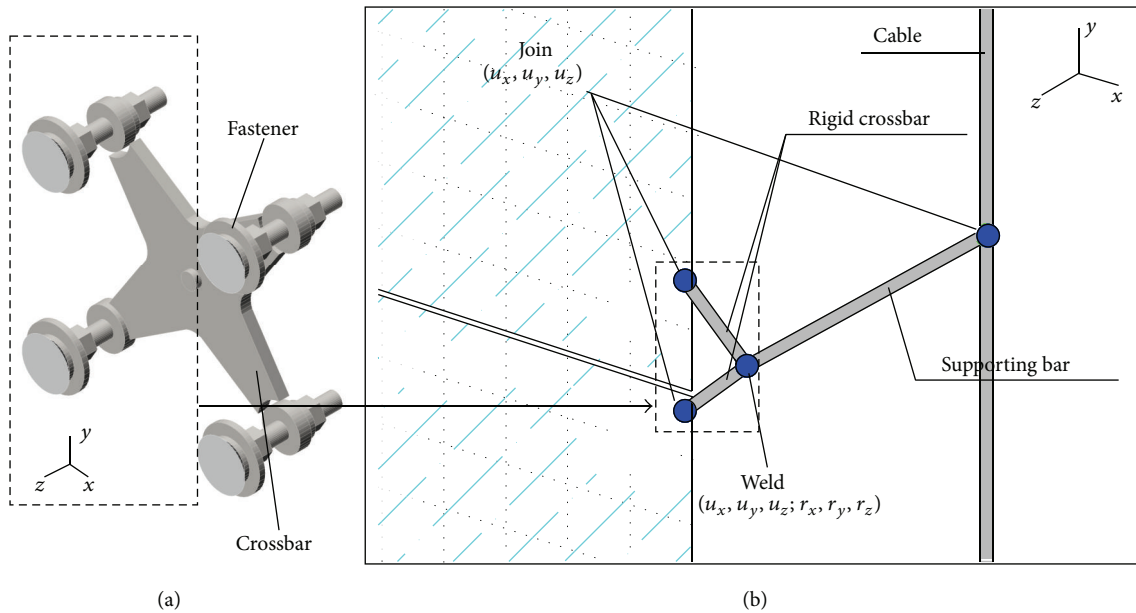 Fastener
y
z
x
Crossbar
(a)
Join
(u_x, u_y, u_z)
Cable
y
z
x
Rigid crossbar
Supporting bar
Weld
(u_x, u_y, u_z; r_x, r_y, r_z)
(b)